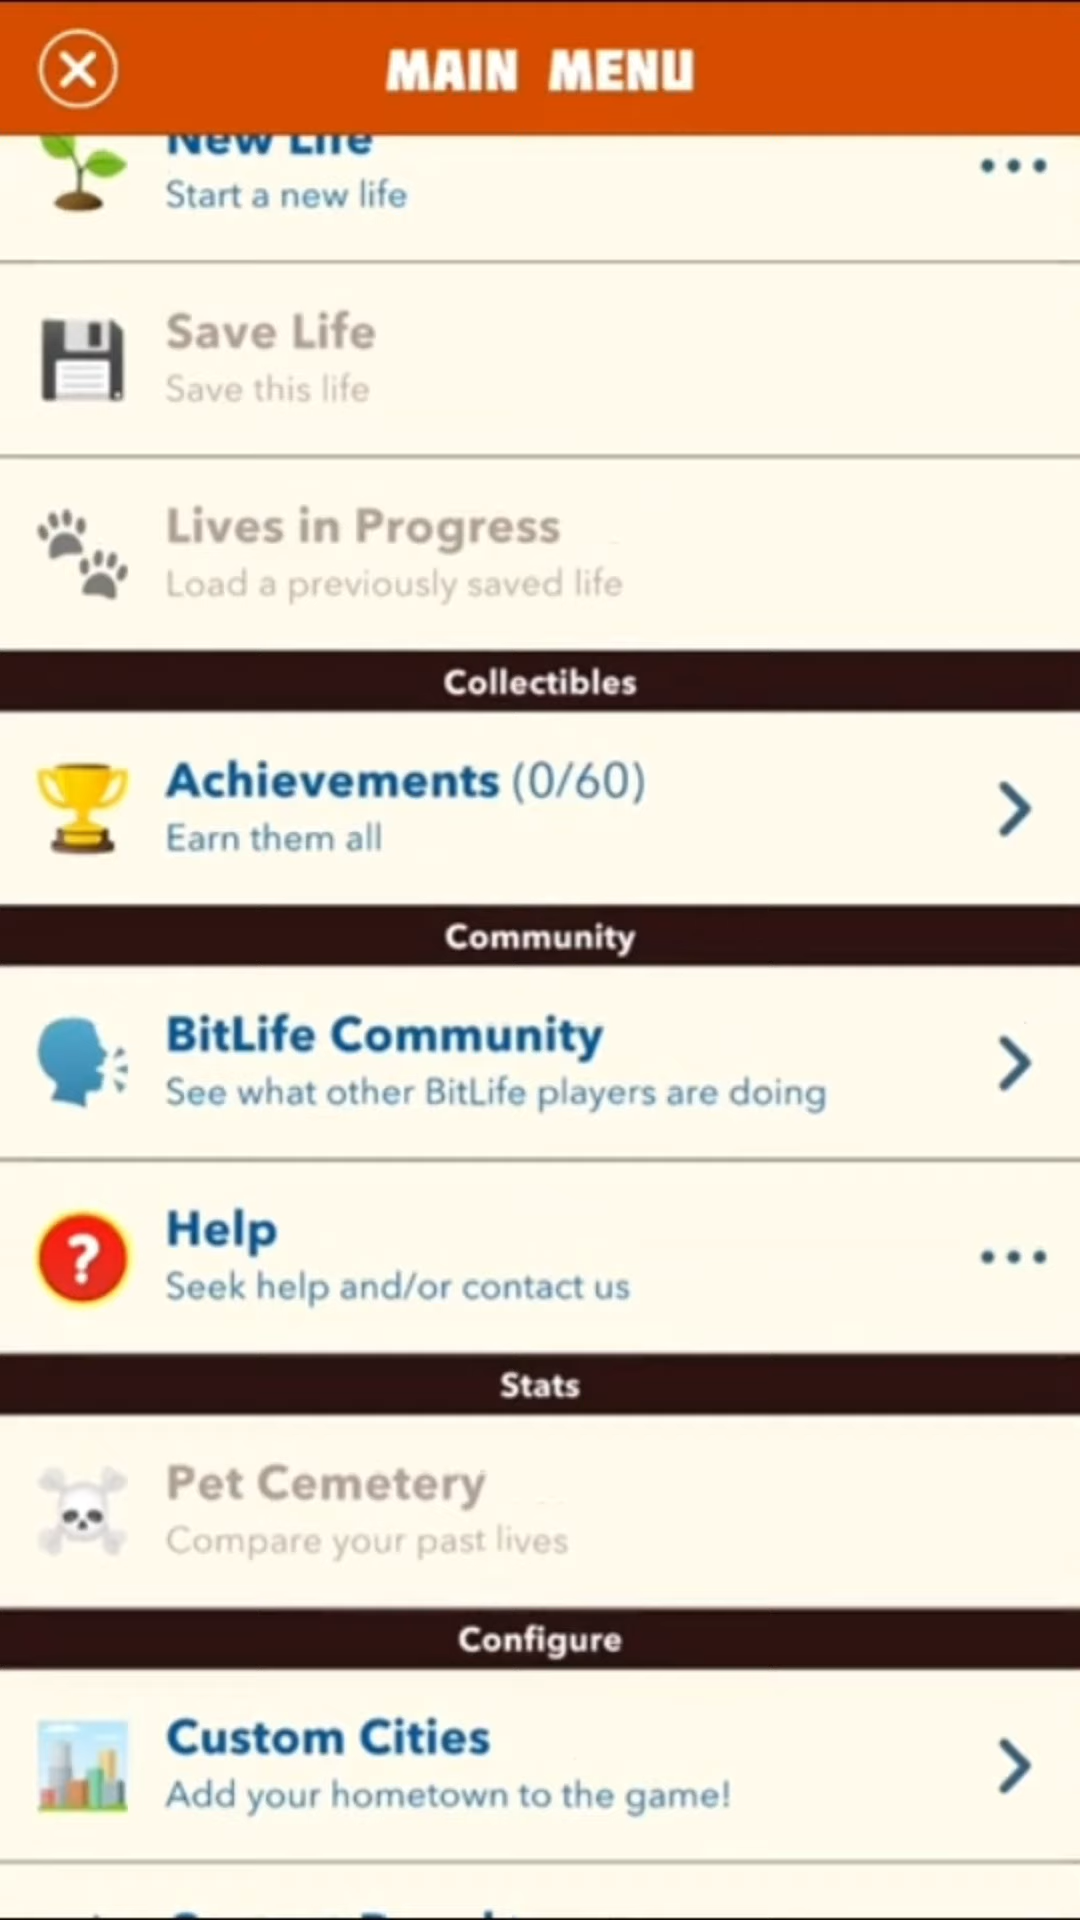 MAIN MENU
New Life
Start a new life
Save Life
Save this life
Lives in Progress
Load a previously saved life
Collectibles
Achievements (0/60)
Earn them all
Community
BitLife Community
See what other BitLife players are doing
Help
Seek help and/or contact us
Stats
Pet Cemetery
Compare your past lives
Configure
Custom Cities
Add your hometown to the game!